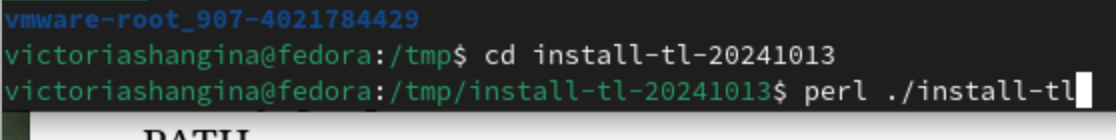 vmware-root_907-4021784429
victoriashangina@fedora:/tmp$ cd install-tl-20241013
victoriashangina@fedora:/tmp/install-tl-20241013$ perl ./install-tl
PATH